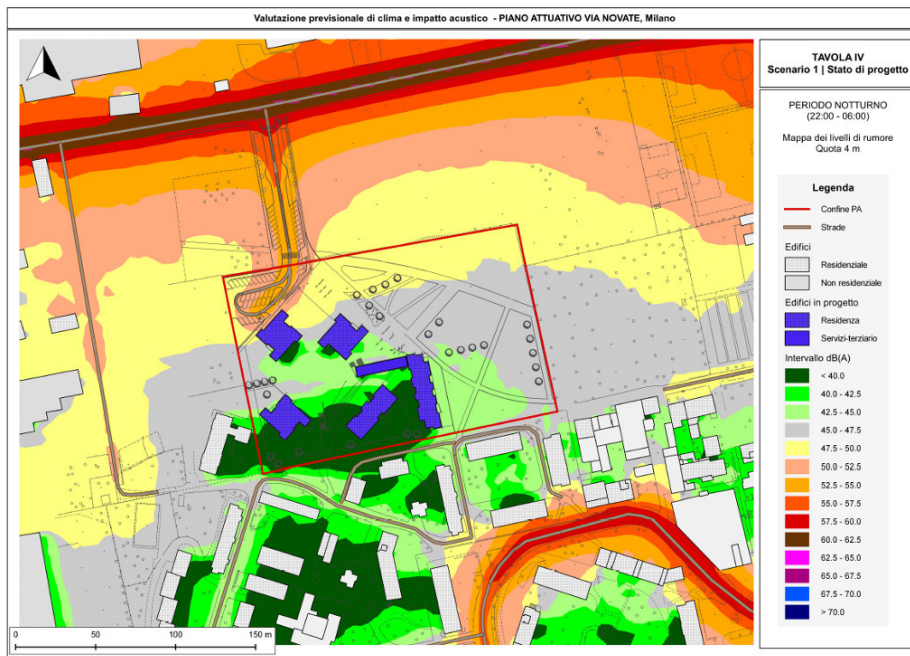 Valutazione previsionale di clima e impatto acustico - PIANO ATTUATIVO VIA NOVATE, Milano
TAVOLA IV
Scenario 1 | Stato di progetto
PERIODO NOTTURNO
(22:00 - 06:00)
Mappa dei livelli di rumore
Quota 4 m
Legenda
Confine PA
Strade
Edifici
Residenziale
Non residenziale
Edifici in progetto
Residenza
Servizi-terziario
Intervallo dB(A)
< 40.0
40.0 - 42.5
42.5 - 45.0
45.0 - 47.5
47.5 - 50.0
50.0 - 52.5
52.5 - 55.0
55.0 - 57.5
57.5 - 60.0
60.0 - 62.5
62.5 - 65.0
65.0 - 67.5
67.5 - 70.0
> 70.0
0 50 100 150 m